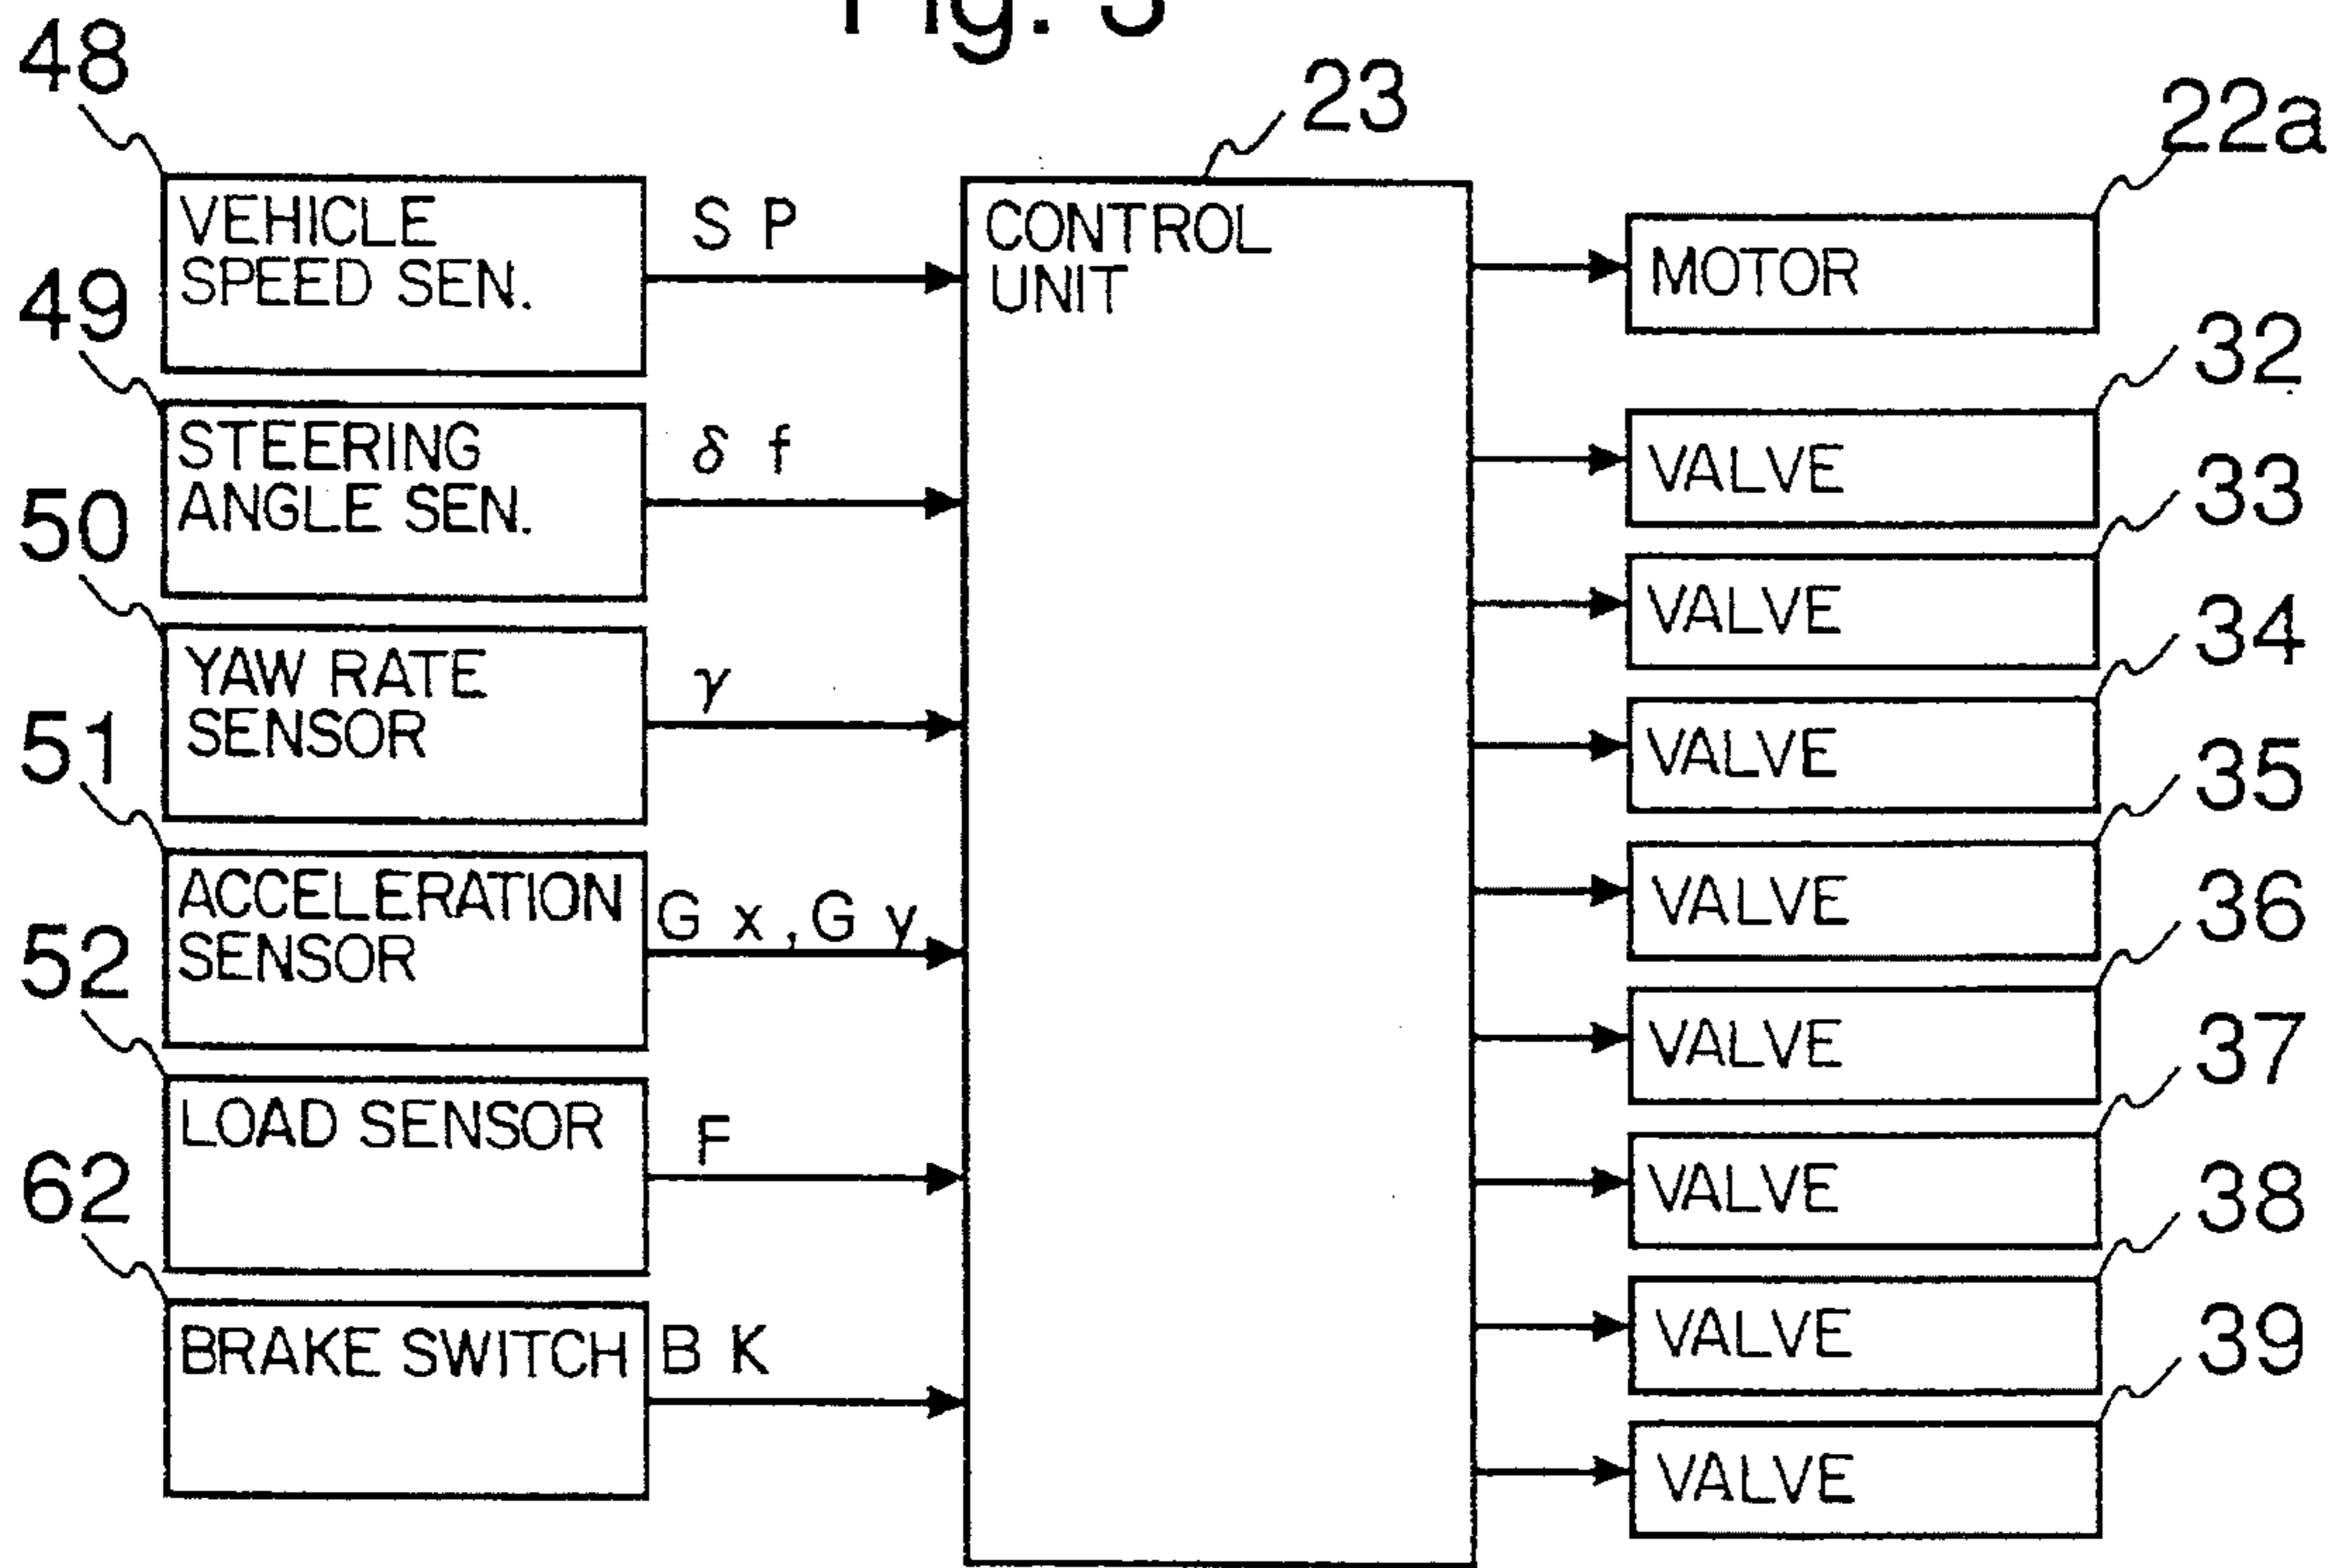 Fig. 3
48
VEHICLE
SPEED SEN.
S P
49
STEERING
ANGLE SEN.
δ f
50
YAW RATE
SENSOR
γ
51
ACCELERATION
SENSOR
G x , G y
52
LOAD SENSOR
F
62
BRAKE SWITCH
B K
23
CONTROL
UNIT
22a
MOTOR
32
VALVE
33
VALVE
34
VALVE
35
VALVE
36
VALVE
37
VALVE
38
VALVE
39
VALVE